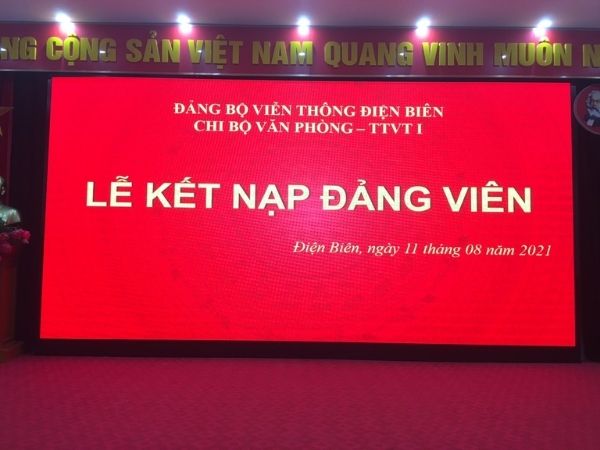 NG CỘNG SẢN VIỆT NAM QUANG VINH MUÔN N
ĐẢNG BỘ VIỄN THÔNG ĐIỆN BIÊN
CHI BỘ VĂN PHÒNG – TTVT I
LỄ KẾT NẠP ĐẢNG VIÊN
Điện Biên, ngày 11 tháng 08 năm 2021